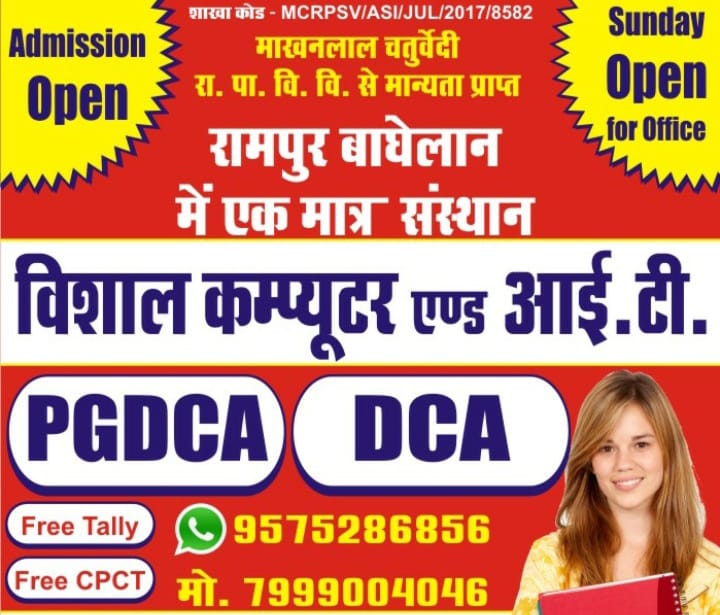 शाखा कोड - MCRPSV/ASI/JUL/2017/8582
Admission
Open
माखनलाल चतुर्वेदी
रा. पा. वि. वि. से मान्यता प्राप्त
Sunday
Open
for Office
रामपुर बाघेलान
में एक मात्र संस्थान
विशाल कम्प्यूटर एण्ड आई.टी.
PGDCA
DCA
Free Tally
9575286856
Free CPCT
मो. 7999004046